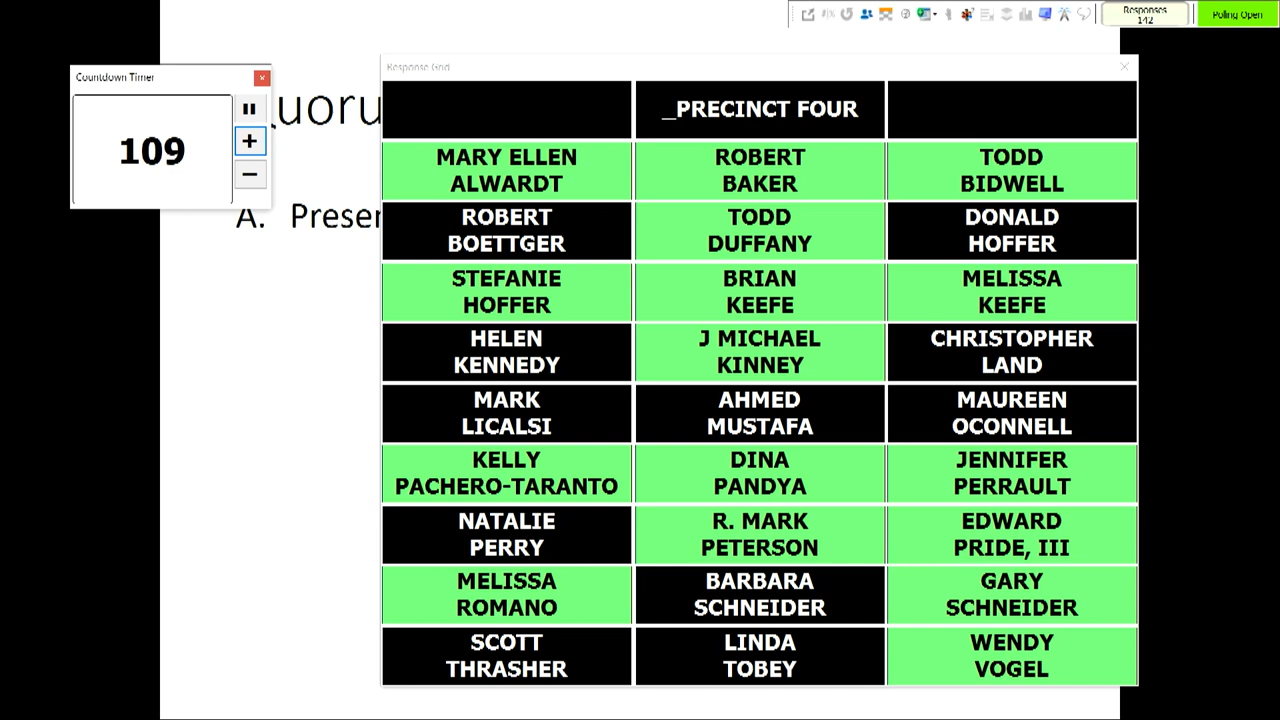 Responses
142
Polling Open
Countdown Timer
109
uoru
A. Presen
Response Grid
_PRECINCT FOUR
MARY ELLEN
ALWARDT
ROBERT
BAKER
TODD
BIDWELL
ROBERT
BOETTGER
TODD
DUFFANY
DONALD
HOFFER
STEFANIE
HOFFER
BRIAN
KEEFE
MELISSA
KEEFE
HELEN
KENNEDY
J MICHAEL
KINNEY
CHRISTOPHER
LAND
MARK
LICALSI
AHMED
MUSTAFA
MAUREEN
OCONNELL
KELLY
PACHERO-TARANTO
DINA
PANDYA
JENNIFER
PERRAULT
NATALIE
PERRY
R. MARK
PETERSON
EDWARD
PRIDE, III
MELISSA
ROMANO
BARBARA
SCHNEIDER
GARY
SCHNEIDER
SCOTT
THRASHER
LINDA
TOBEY
WENDY
VOGEL